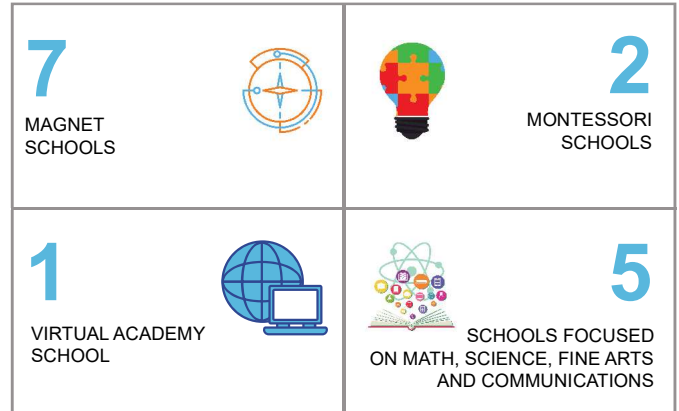 7
MAGNET
SCHOOLS
2
MONTESSORI
SCHOOLS
1
VIRTUAL ACADEMY
SCHOOL
5
SCHOOLS FOCUSED
ON MATH, SCIENCE, FINE ARTS
AND COMMUNICATIONS